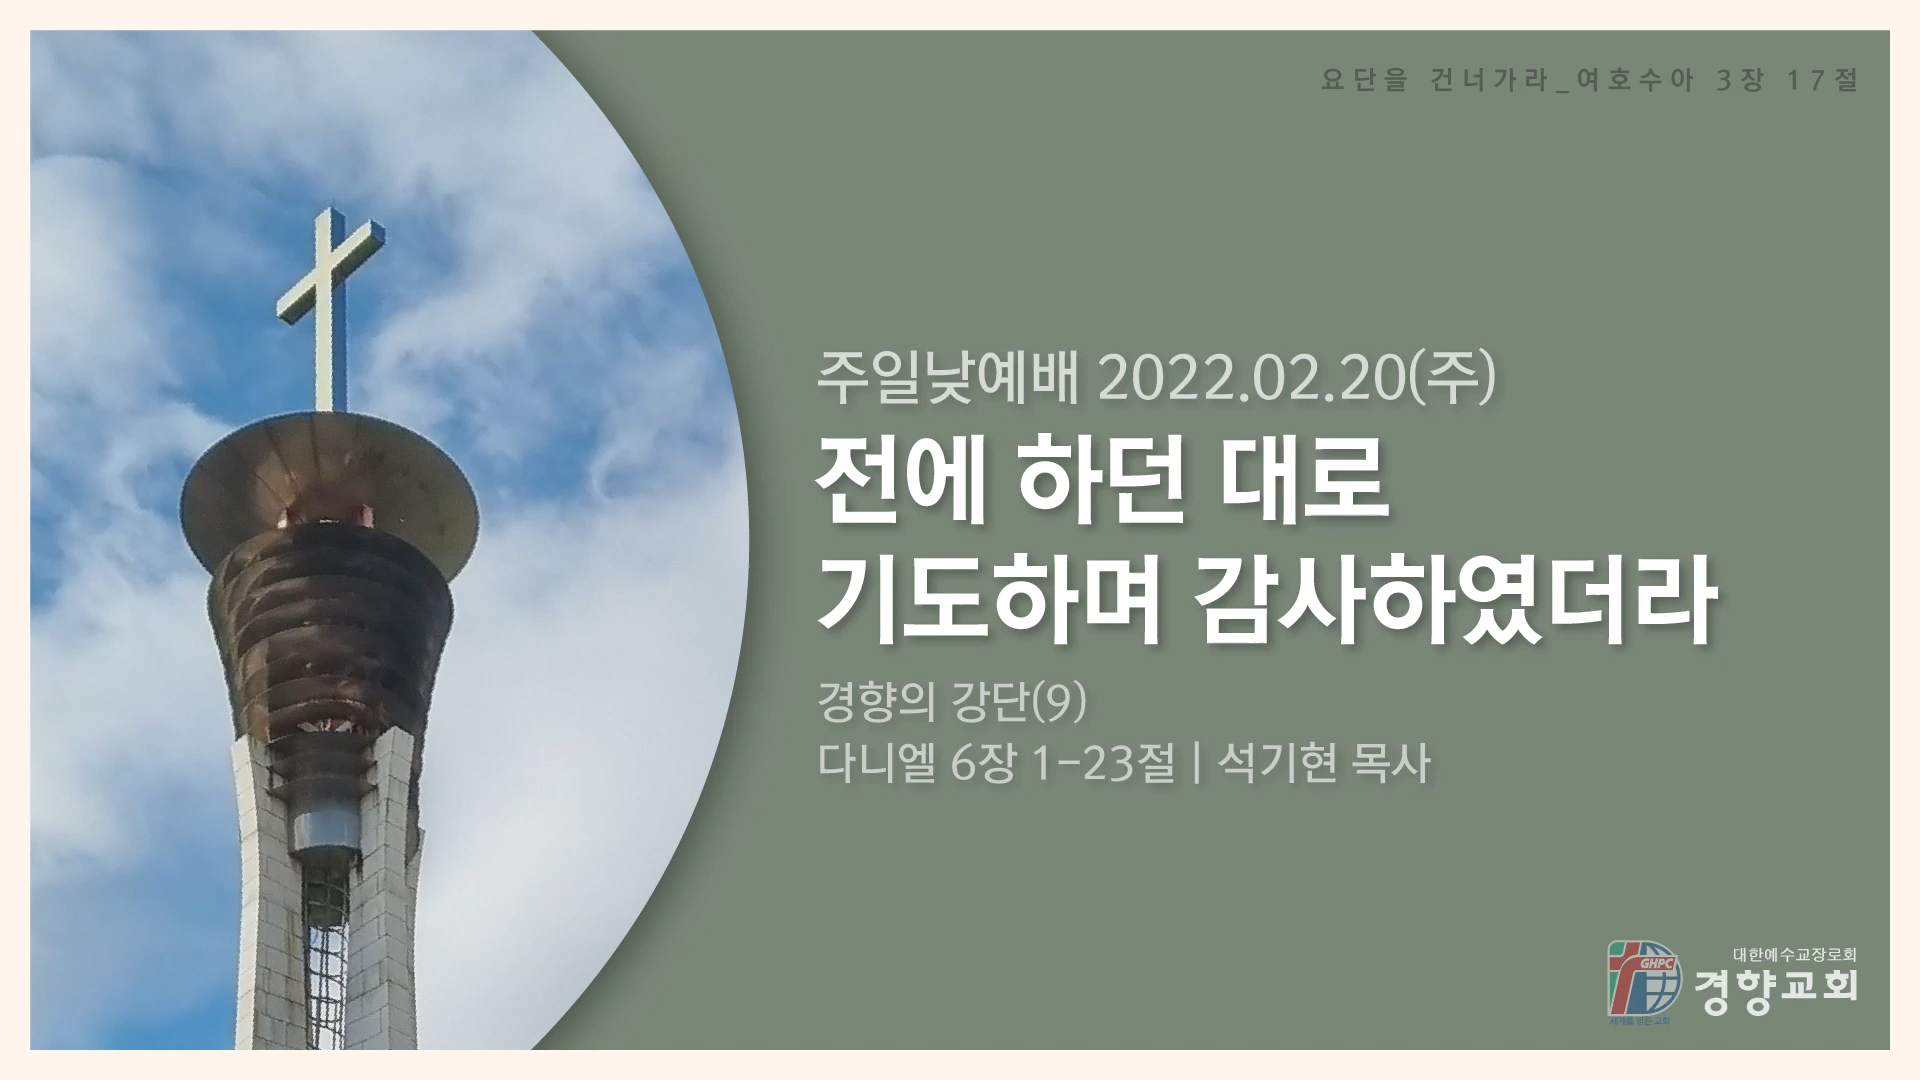 요단을 건너가라_여호수아 3장 17절
주일낮예배 2022.02.20(주)
전에 하던 대로
기도하며 감사하였더라
경향의 강단(9)
다니엘 6장 1-23절 | 석기현 목사
GHPC
대한예수교장로회
경향교회